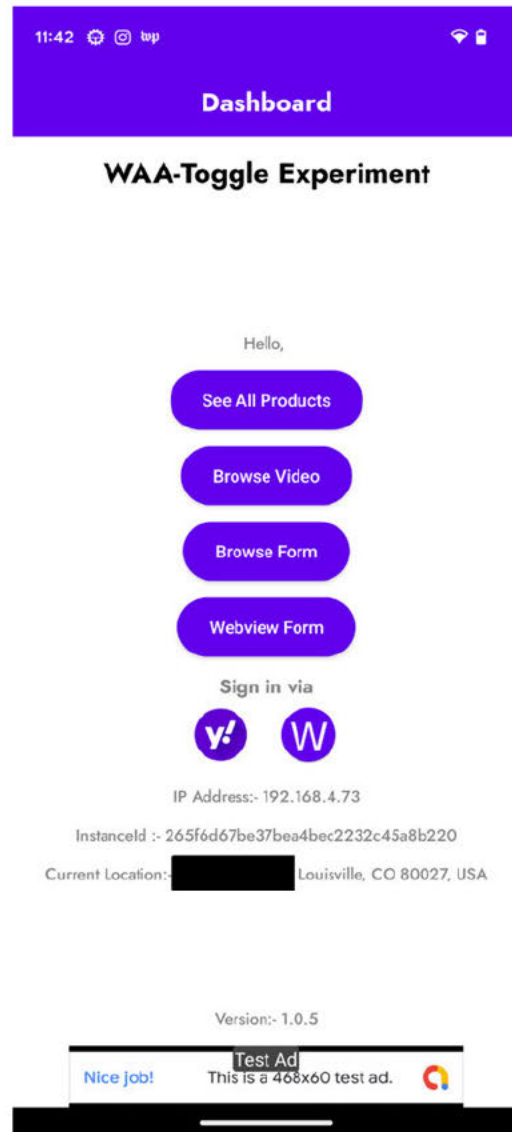 11:42 wp
Dashboard
WAA-Toggle Experiment
Hello,
See All Products
Browse Video
Browse Form
Webview Form
Sign in via
y! W
IP Address:- 192.168.4.73
InstanceId :- 265f6d67be37bea4bec2232c45a8b220
Current Location:- Louisville, CO 80027, USA
Version:- 1.0.5
Test Ad
Nice job! This is a 468x60 test ad.